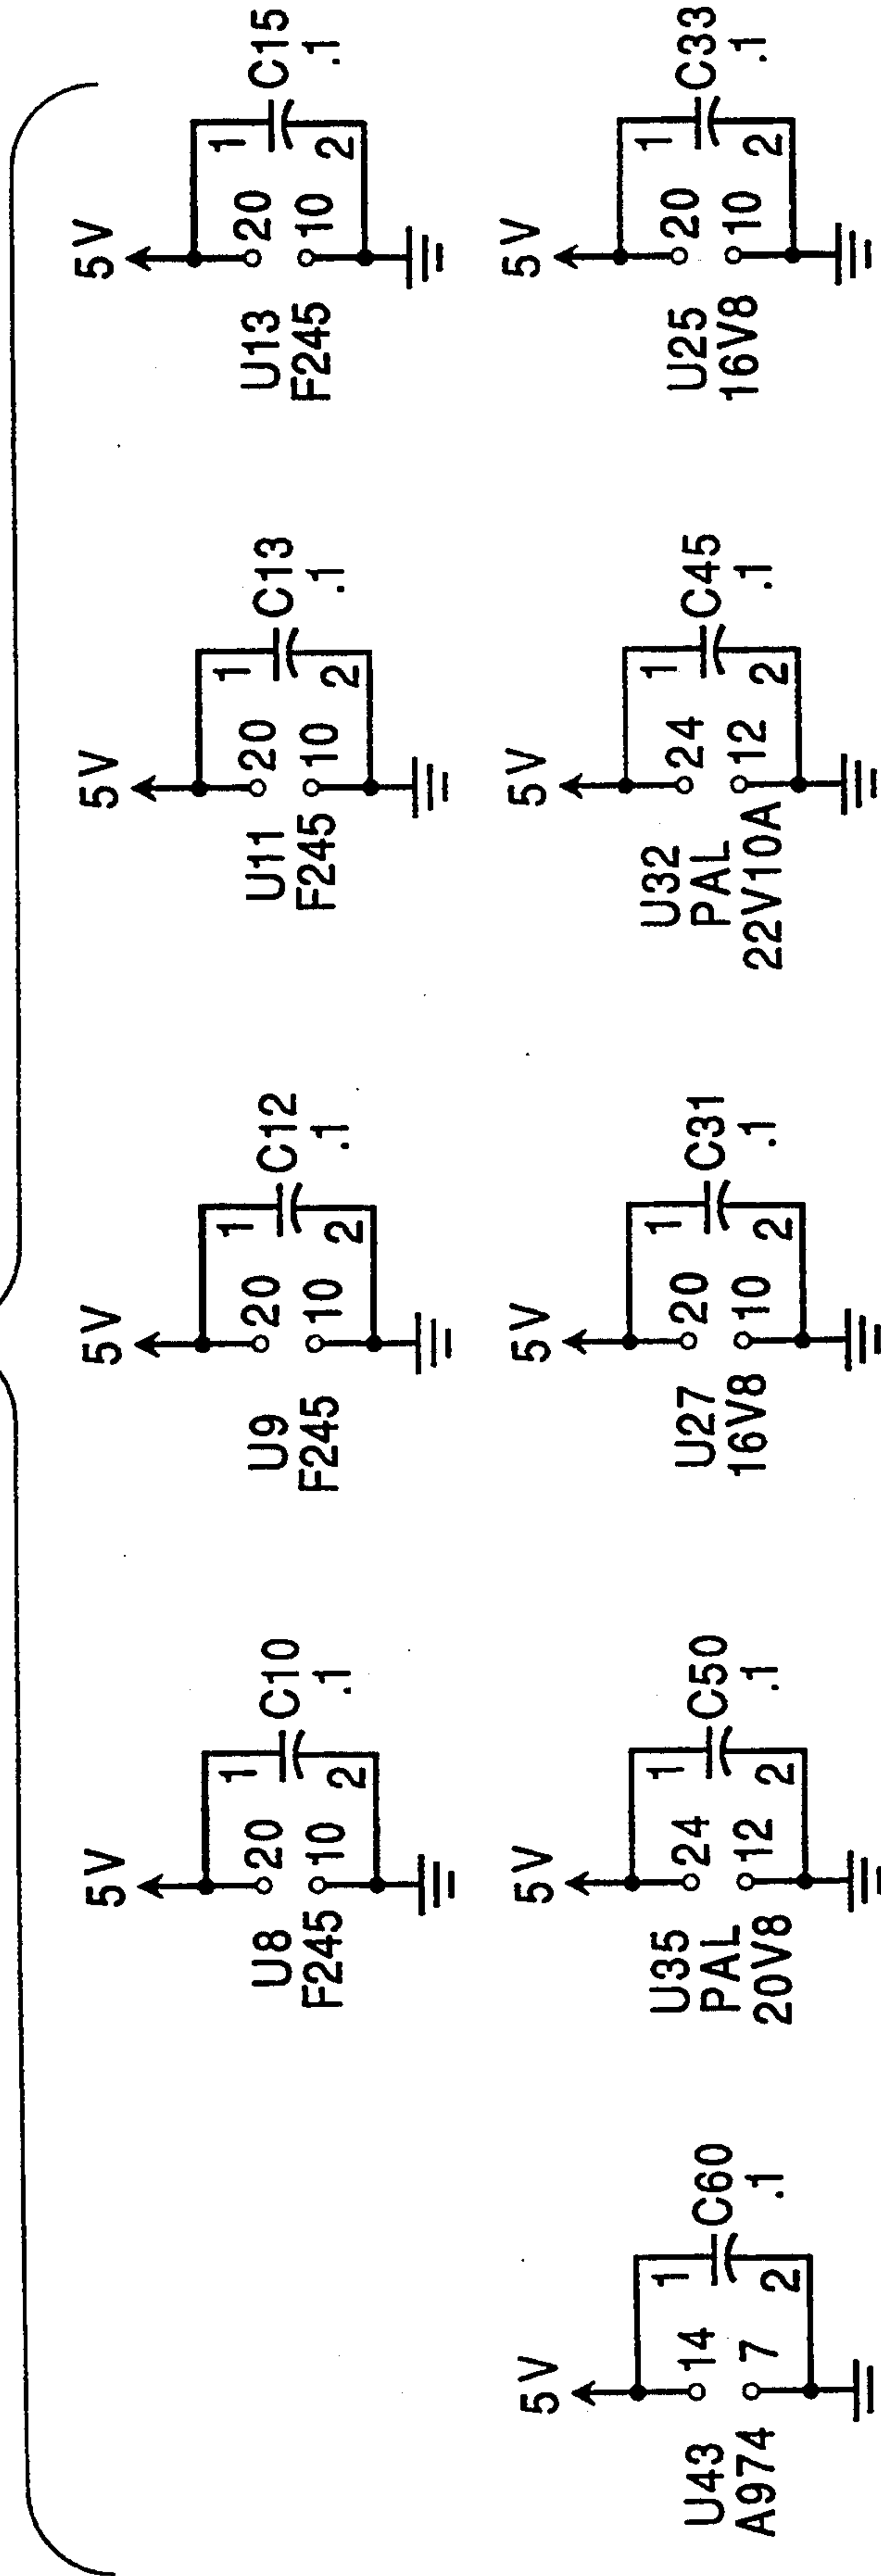 5V
U8
F245
20
10
1
2
C10
.1
5V
U9
F245
20
10
1
2
C12
.1
5V
U11
F245
20
10
1
2
C13
.1
5V
U13
F245
20
10
1
2
C15
.1
5V
U43
A974
14
7
1
2
C60
.1
5V
U35
PAL
20V8
24
12
1
2
C50
.1
5V
U27
16V8
20
10
1
2
C31
.1
5V
U32
PAL
22V10A
24
12
1
2
C45
.1
5V
U25
16V8
20
10
1
2
C33
.1